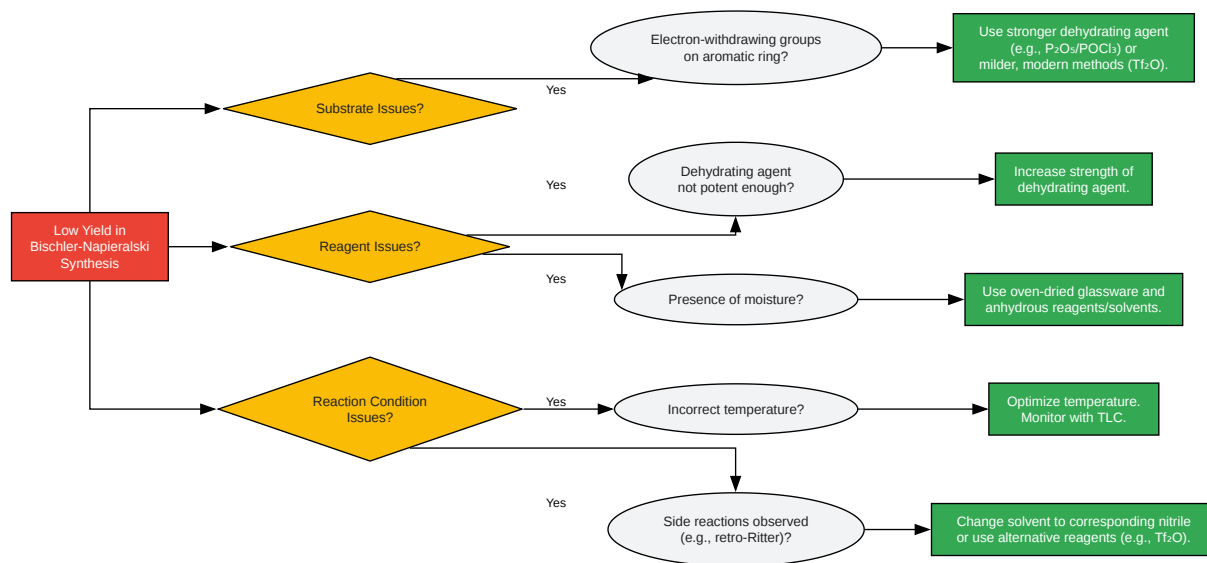 Electron-withdrawing groups
on aromatic ring?
Use stronger dehydrating agent
(e.g., P₂O₅/POCl₃) or
milder, modern methods (Tf₂O).
Yes
Substrate Issues?
Dehydrating agent
not potent enough?
Increase strength of
dehydrating agent.
Yes
Low Yield in
Bischler-Napieralski
Synthesis
Reagent Issues?
Yes
Presence of moisture?
Use oven-dried glassware and
anhydrous reagents/solvents.
Reaction Condition
Issues?
Yes
Incorrect temperature?
Optimize temperature.
Monitor with TLC.
Yes
Side reactions observed
(e.g., retro-Ritter)?
Change solvent to corresponding nitrile
or use alternative reagents (e.g., Tf₂O).